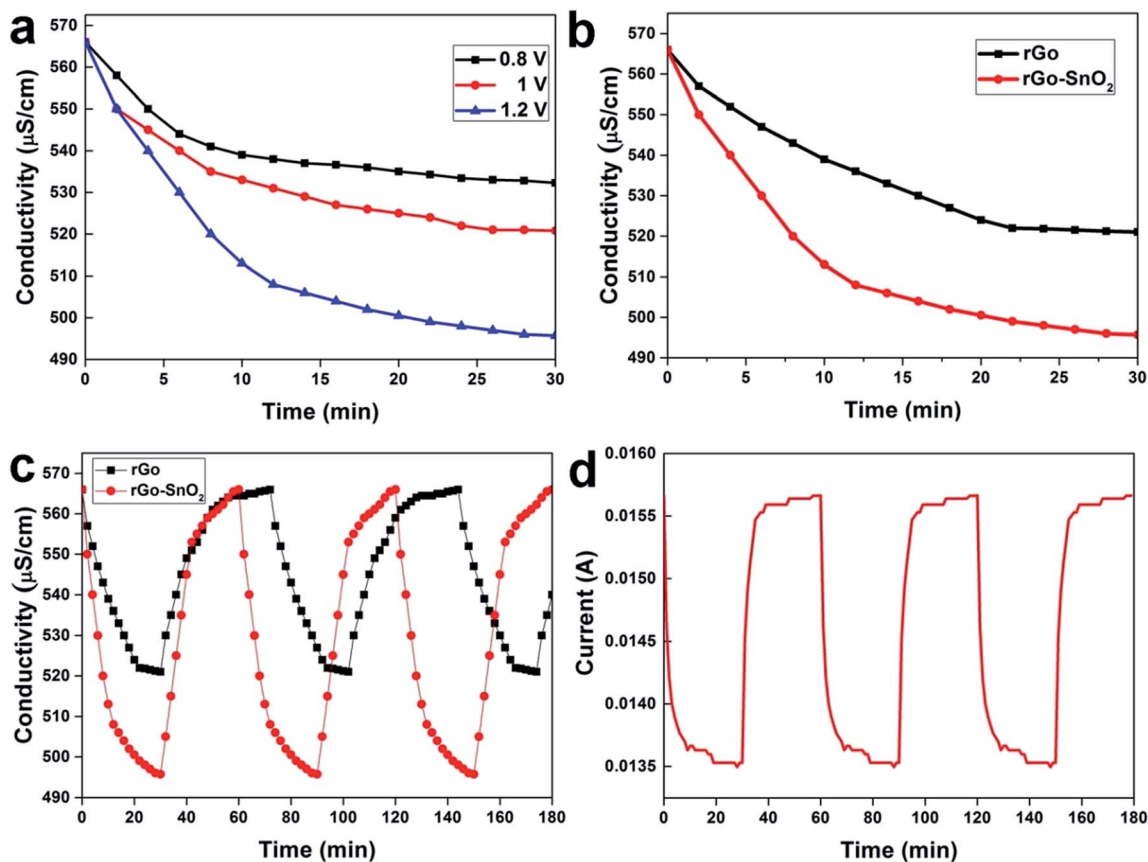 a
570
560
550
540
530
520
510
500
490
0 5 10 15 20 25 30
Conductivity (μS/cm)
Time (min)
0.8 V
1 V
1.2 V
b
570
560
550
540
530
520
510
500
490
0 5 10 15 20 25 30
Conductivity (μS/cm)
Time (min)
rGo
rGo-SnO₂
c
570
560
550
540
530
520
510
500
490
0 20 40 60 80 100 120 140 160 180
Conductivity (μS/cm)
Time (min)
rGo
rGo-SnO₂
d
0.0160
0.0155
0.0150
0.0145
0.0140
0.0135
0 20 40 60 80 100 120 140 160 180
Current (A)
Time (min)